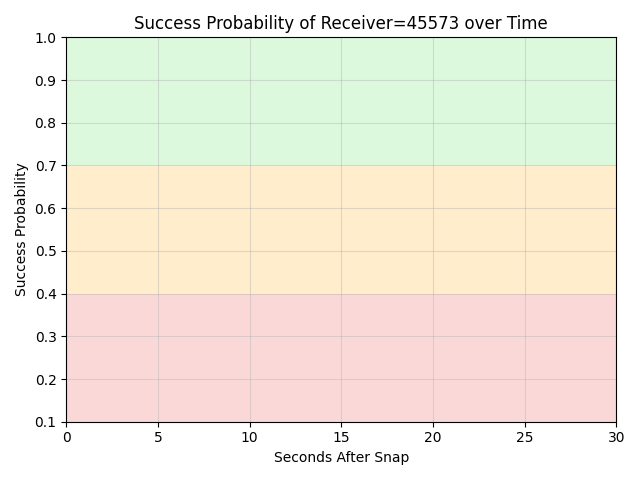 Success Probability of Receiver=45573 over Time
Success Probability
1.0
0.9
0.8
0.7
0.6
0.5
0.4
0.3
0.2
0.1
0 5 10 15 20 25 30
Seconds After Snap